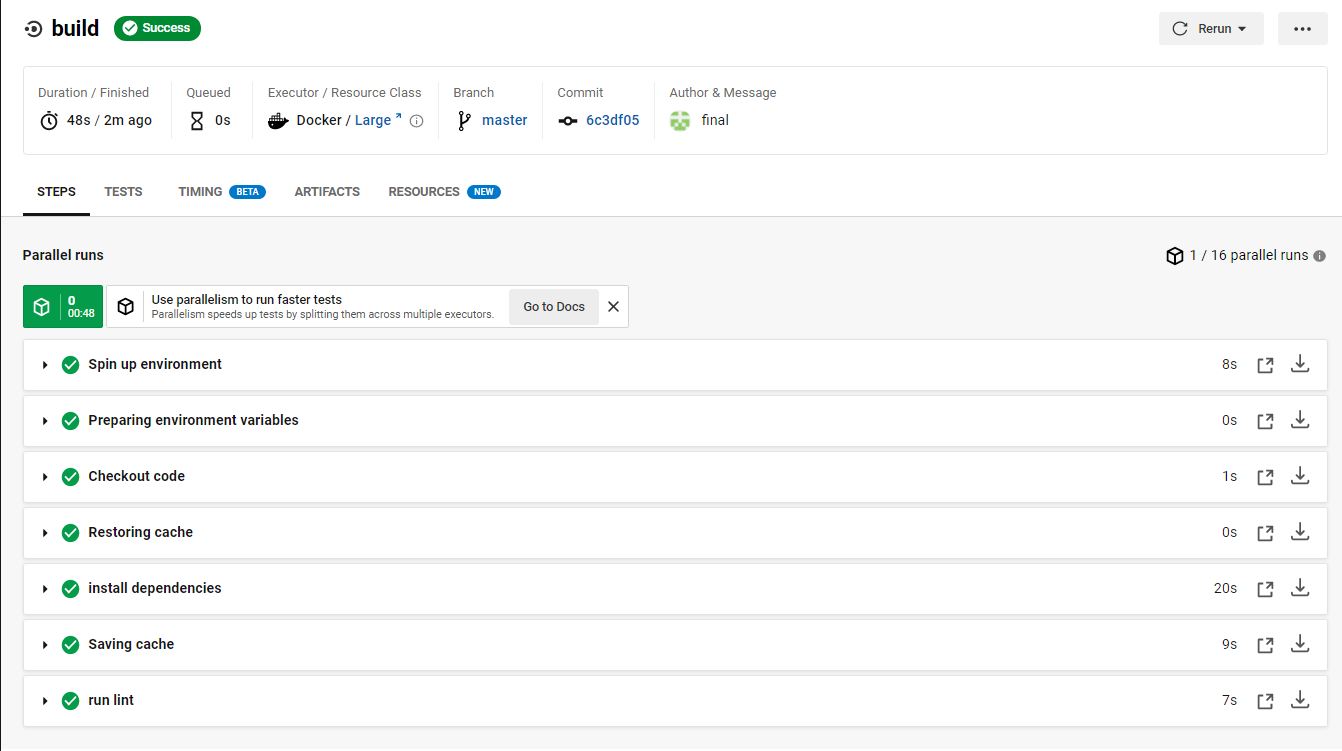 build Success Rerun
Duration / Finished Queued Executor / Resource Class Branch Commit Author & Message
48s / 2m ago 0s Docker / Large master 6c3df05 final
STEPS TESTS TIMING BETA ARTIFACTS RESOURCES NEW
Parallel runs 1 / 16 parallel runs
0
00:48
Use parallelism to run faster tests
Parallelism speeds up tests by splitting them across multiple executors.
Go to Docs
Spin up environment 8s
Preparing environment variables 0s
Checkout code 1s
Restoring cache 0s
install dependencies 20s
Saving cache 9s
run lint 7s